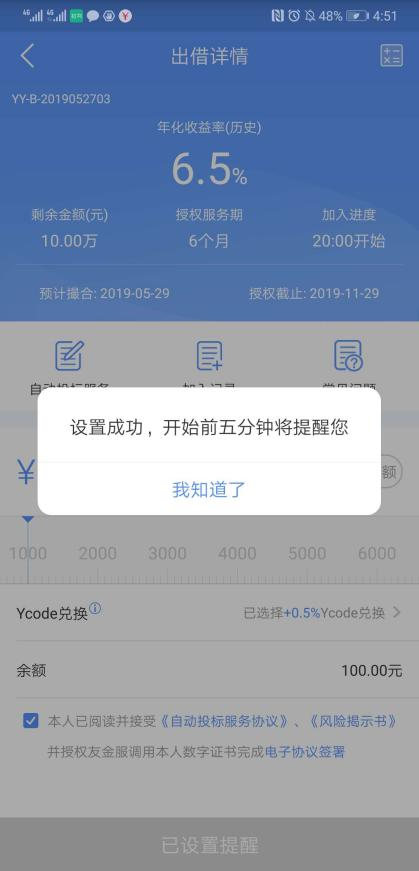 4G 4G 48% 4:51
出借详情
YY-B-2019052703
年化收益率(历史)
6.5%
剩余金额(元) 授权服务期 加入进度
10.00万 6个月 20:00开始
预计撮合: 2019-05-29 授权截止: 2019-11-29
自动投标服务 加入记录 常见问题
设置成功，开始前五分钟将提醒您
¥ 额
我知道了
1000 2000 3000 4000 5000 6000
Ycode兑换 已选择+0.5%Ycode兑换
余额 100.00元
本人已阅读并接受《自动投标服务协议》、《风险揭示书》
并授权友金服调用本人数字证书完成电子协议签署
已设置提醒